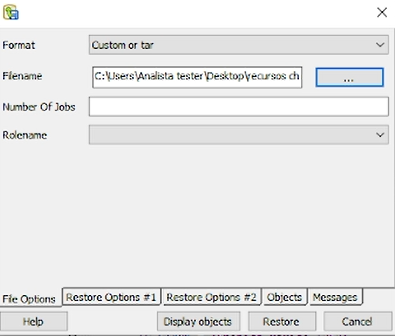 Format Custom or tar
Filename C:\Users\Analista tester\Desktop\recursos ch ...
Number Of Jobs
Rolename
File Options Restore Options #1 Restore Options #2 Objects Messages
Help Display objects Restore Cancel